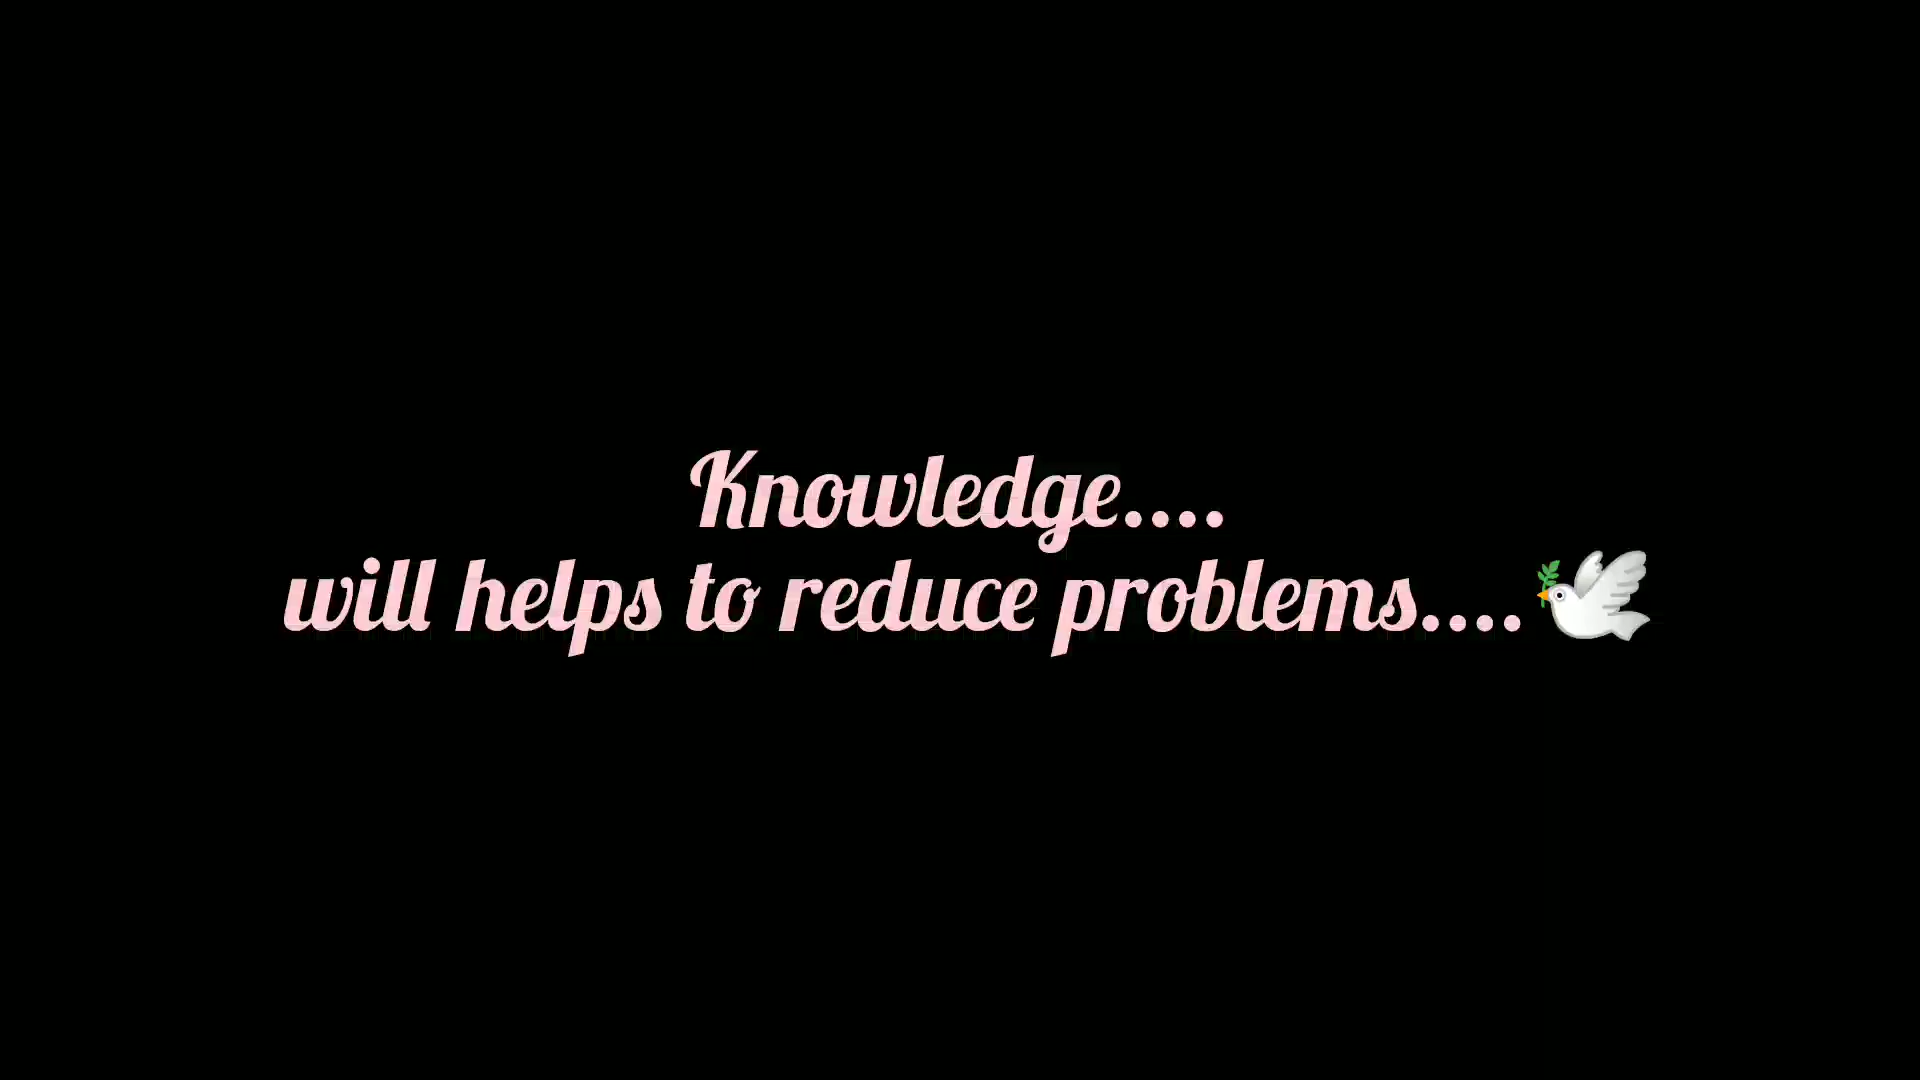 Knowledge....
will helps to reduce problems....🕊️